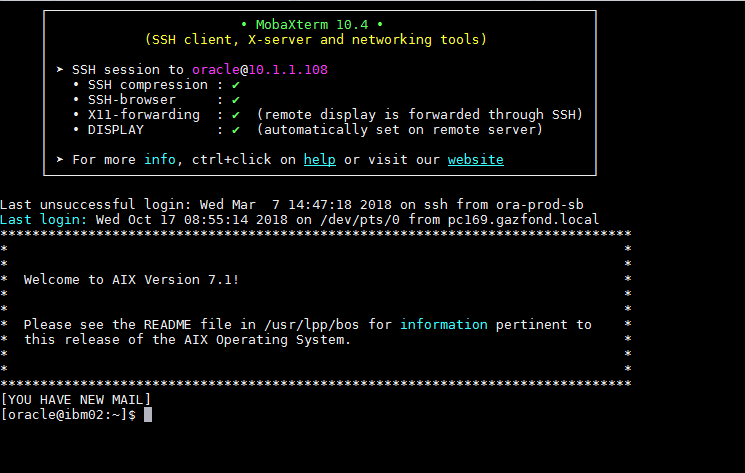 • MobaXterm 10.4 •
(SSH client, X-server and networking tools)
➤ SSH session to oracle@10.1.1.108
• SSH compression : ✔
• SSH-browser     : ✔
• X11-forwarding  : ✔  (remote display is forwarded through SSH)
• DISPLAY         : ✔  (automatically set on remote server)
➤ For more info, ctrl+click on help or visit our website
Last unsuccessful login: Wed Mar  7 14:47:18 2018 on ssh from ora-prod-sb
Last login: Wed Oct 17 08:55:14 2018 on /dev/pts/0 from pc169.gazfond.local
*******************************************************************************
*                                                                             *
*                                                                             *
*  Welcome to AIX Version 7.1!                                                *
*                                                                             *
*                                                                             *
*  Please see the README file in /usr/lpp/bos for information pertinent to    *
*  this release of the AIX Operating System.                                  *
*                                                                             *
*                                                                             *
*******************************************************************************
[YOU HAVE NEW MAIL]
[oracle@ibm02:~]$